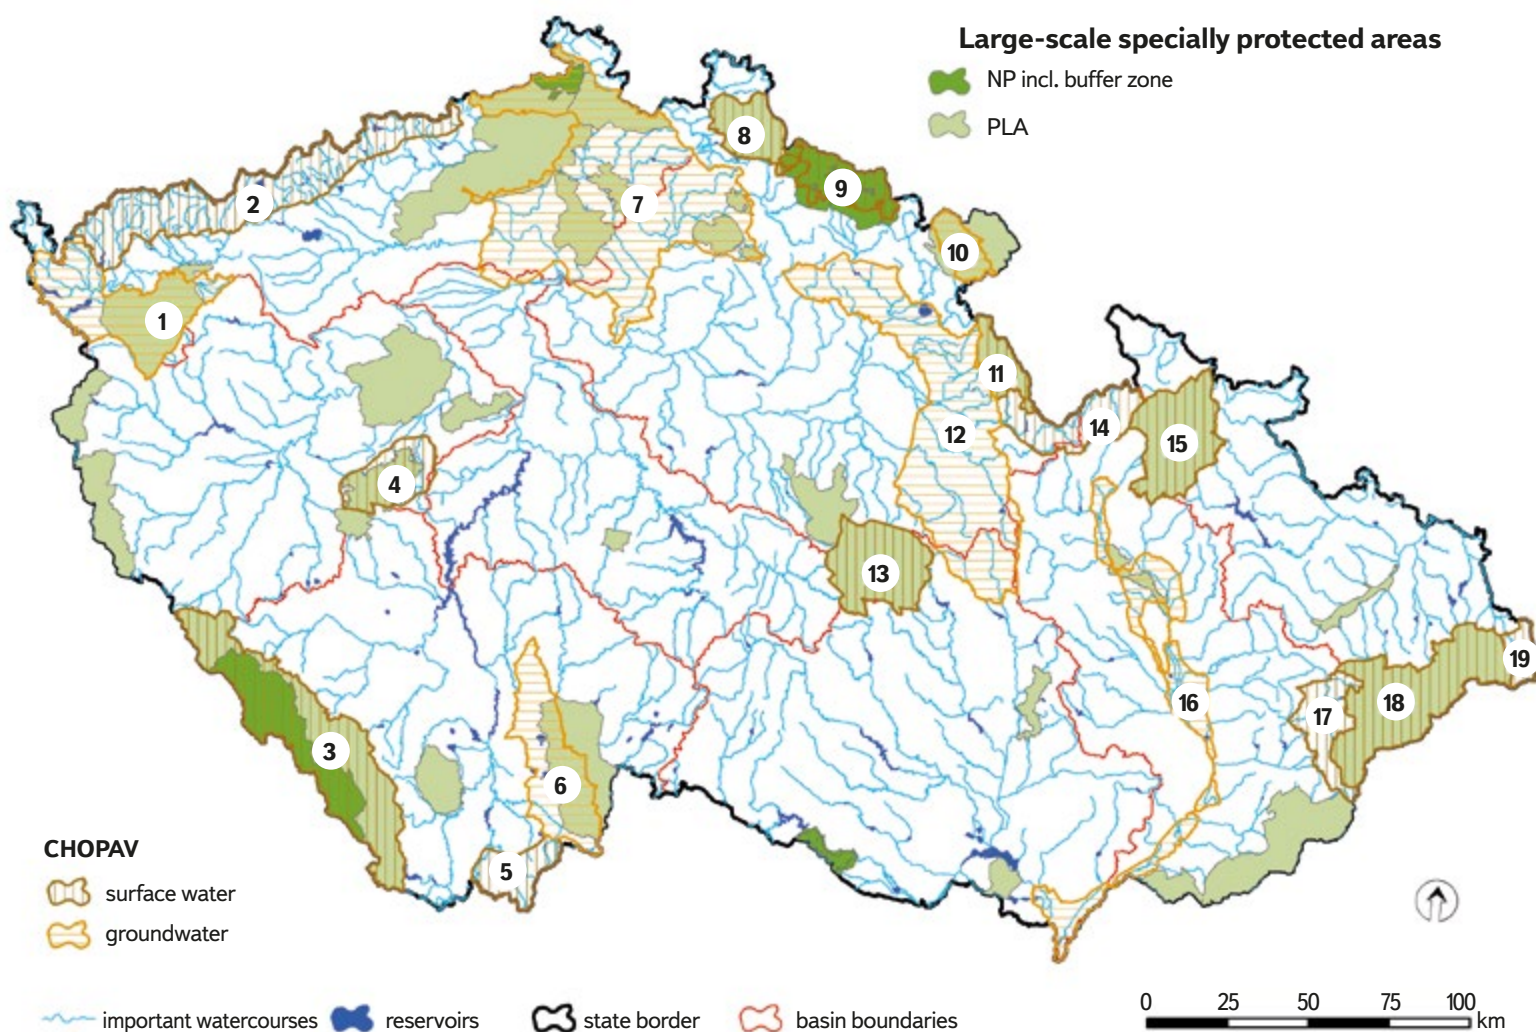 Large-scale specially protected areas
NP incl. buffer zone
PLA
8
9
2
7
10
1
11
12
14
15
4
13
19
16
17
18
3
6
5
CHOPAV
surface water
groundwater
important watercourses
reservoirs
state border
basin boundaries
0 25 50 75 100
km